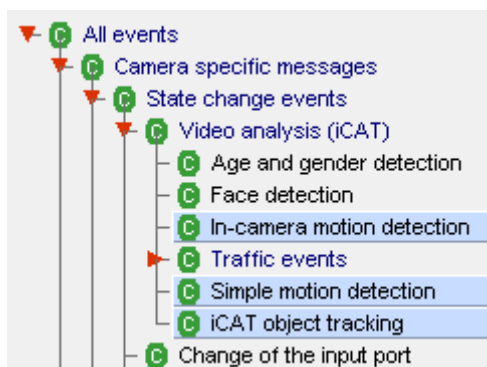 All events
Camera specific messages
State change events
Video analysis (iCAT)
Age and gender detection
Face detection
In-camera motion detection
Traffic events
Simple motion detection
iCAT object tracking
Change of the input port